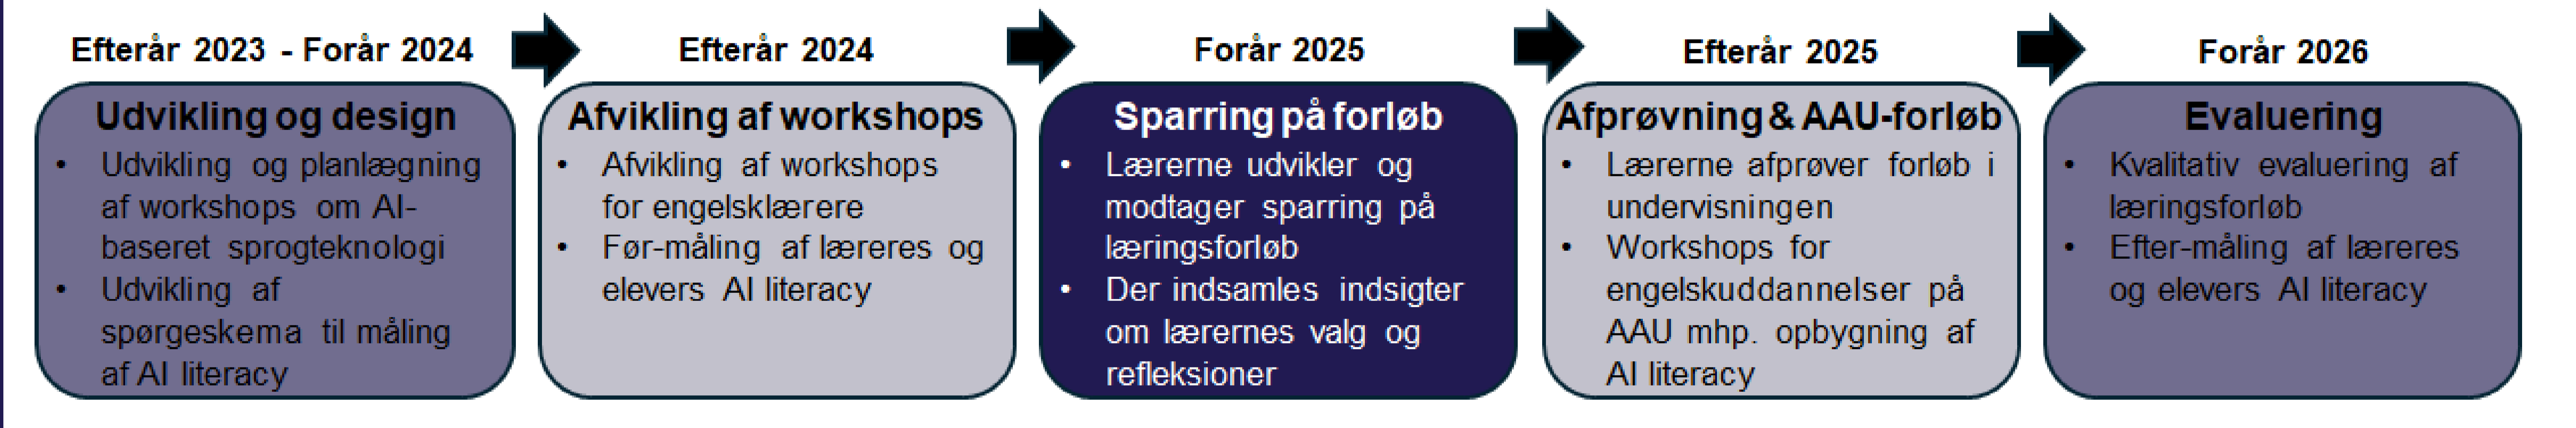 Efterår 2023 - Forår 2024
Udvikling og design
• Udvikling og planlægning
af workshops om AI-
baseret sprogteknologi
• Udvikling af
spørgeskema til måling
af AI literacy
Efterår 2024
Afvikling af workshops
• Afvikling af workshops
for engelsklærere
• Før-måling af læreres og
elevers AI literacy
Forår 2025
Sparring på forløb
• Lærerne udvikler og
modtager sparring på
læringsforløb
• Der indsamles indsigter
om lærernes valg og
refleksioner
Efterår 2025
Afprøvning & AAU-forløb
• Lærerne afprøver forløb i
undervisningen
• Workshops for
engelskuddannelser på
AAU mhp. opbygning af
AI literacy
Forår 2026
Evaluering
• Kvalitativ evaluering af
læringsforløb
• Efter-måling af læreres
og elevers AI literacy